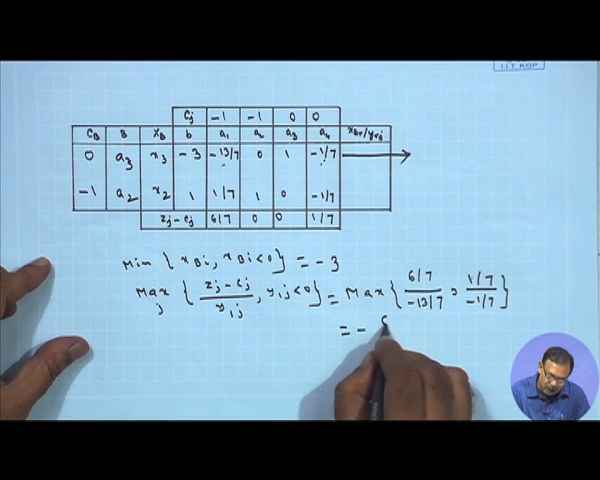 IIT KGP
Cj -1 -1 0 0
CB B XB b a1 a2 a3 a4 xBr/yrj
0 a3 x3 -3 -13/7 0 1 -1/7
-1 a2 x2 1 1/7 1 0 -1/7
zj-cj 6/7 0 0 1/7
Min { xBi, xBi<0 } = -3
Max j { zj-cj / yij, yij<0 } = Max { 6/7 / -13/7, 1/7 / -1/7 }
= -